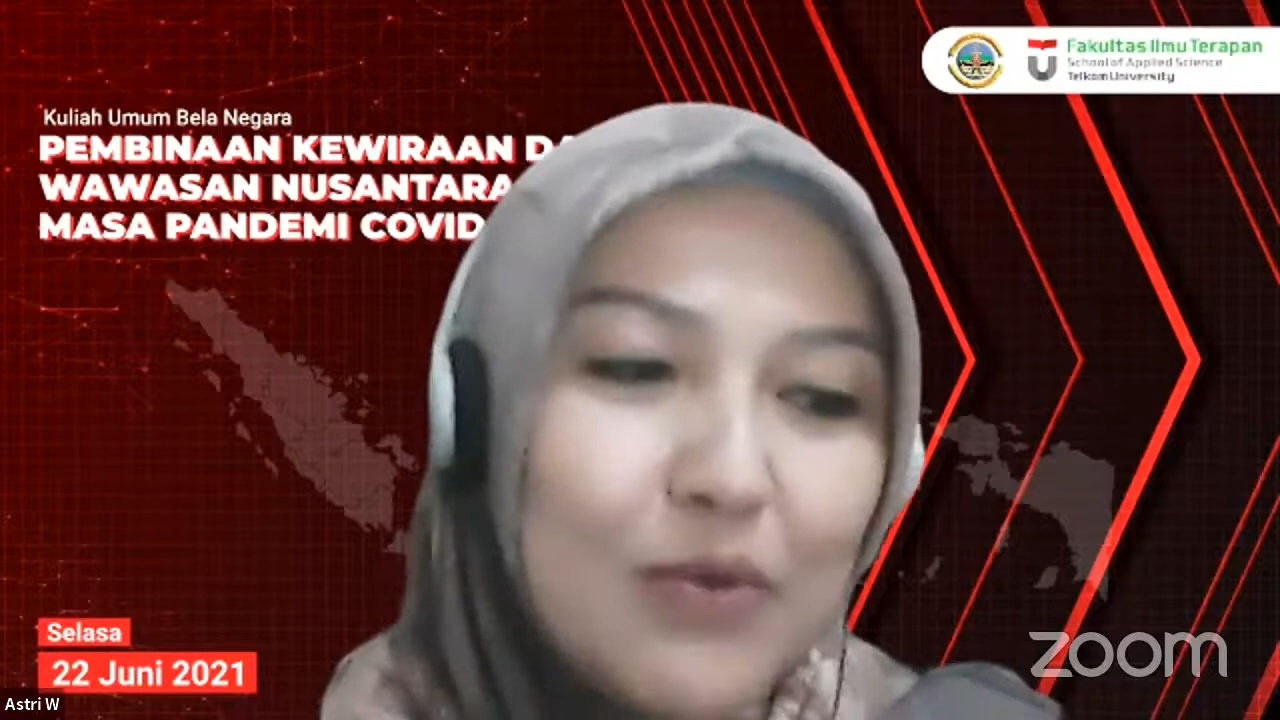 Fakultas Ilmu Terapan
School of Applied Science
Telkom University
Kuliah Umum Bela Negara
PEMBINAAN KEWIRAAN DA
WAWASAN NUSANTARA
MASA PANDEMI COVID
Selasa
22 Juni 2021
Astri W
zoom